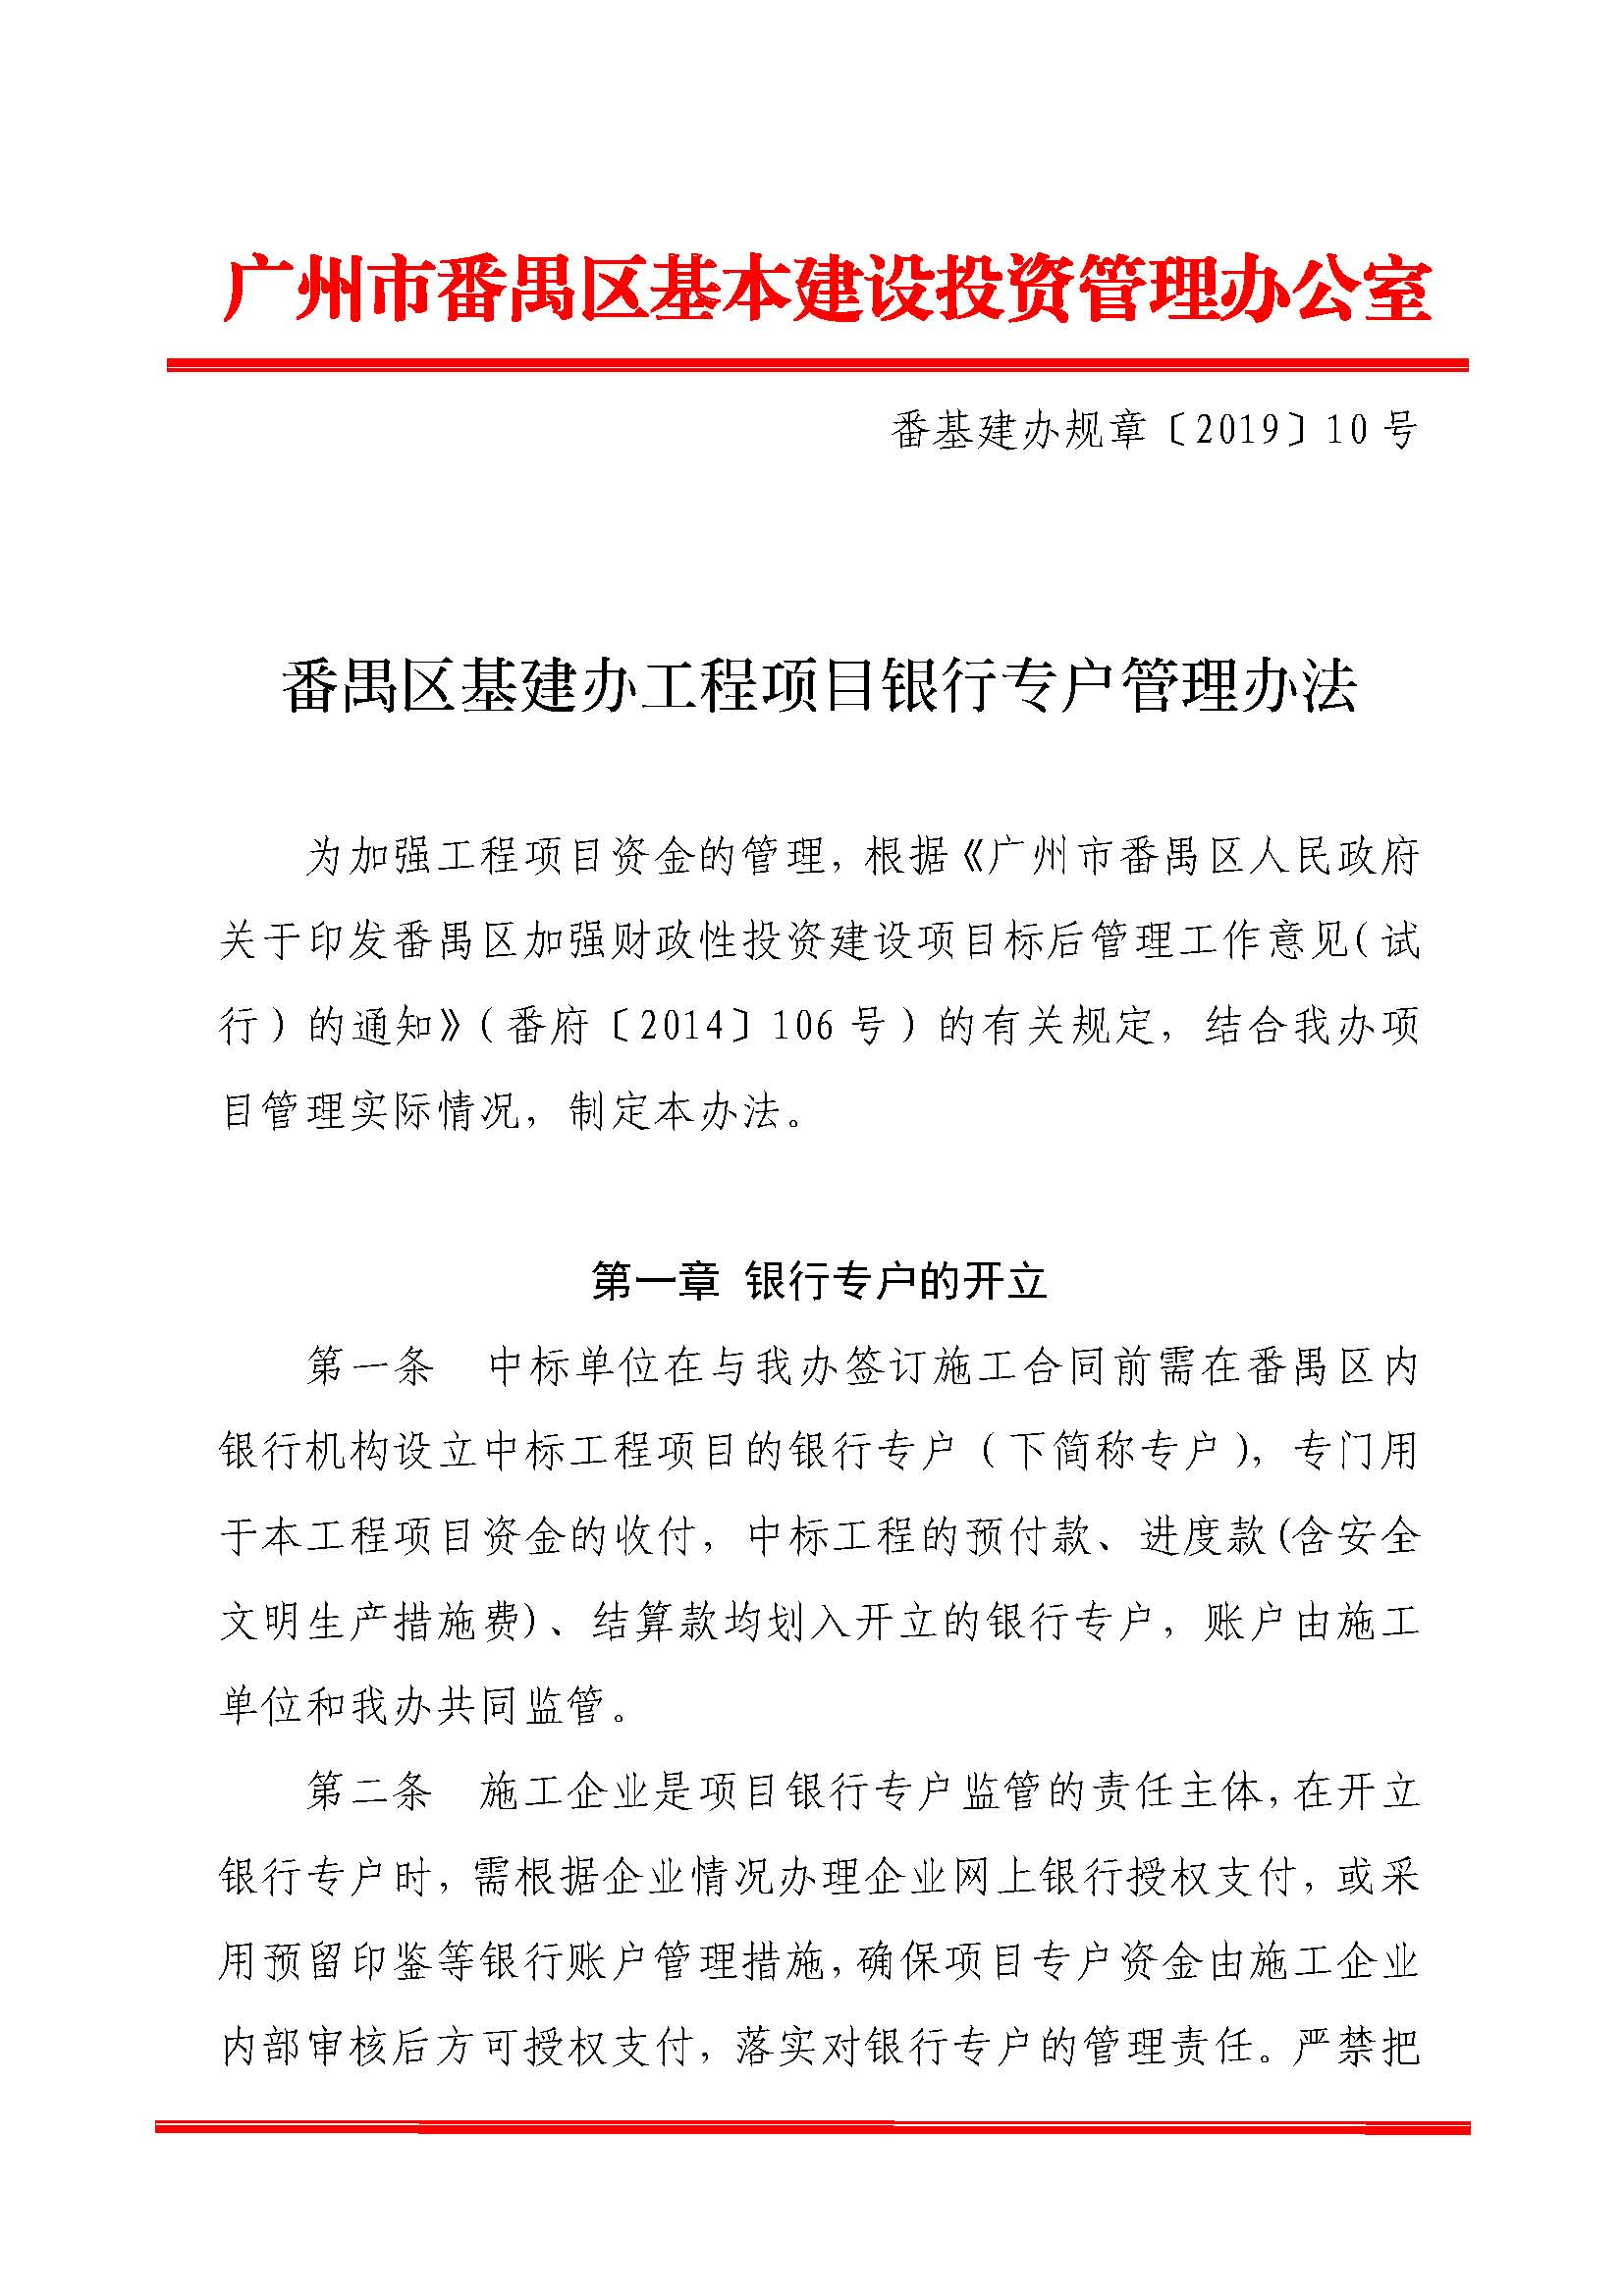 广州市番禺区基本建设投资管理办公室
番基建办规章〔2019〕10 号
番禺区基建办工程项目银行专户管理办法
为加强工程项目资金的管理，根据《广州市番禺区人民政府
关于印发番禺区加强财政性投资建设项目标后管理工作意见（试
行）的通知》（番府〔2014〕106 号）的有关规定，结合我办项
目管理实际情况，制定本办法。
第一章 银行专户的开立
第一条　中标单位在与我办签订施工合同前需在番禺区内
银行机构设立中标工程项目的银行专户（下简称专户），专门用
于本工程项目资金的收付，中标工程的预付款、进度款(含安全
文明生产措施费)、结算款均划入开立的银行专户，账户由施工
单位和我办共同监管。
第二条　施工企业是项目银行专户监管的责任主体，在开立
银行专户时，需根据企业情况办理企业网上银行授权支付，或采
用预留印鉴等银行账户管理措施，确保项目专户资金由施工企业
内部审核后方可授权支付，落实对银行专户的管理责任。严禁把